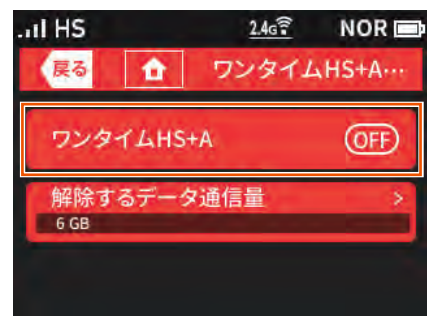 HS 2.4G NOR
戻る ワンタイムHS+A…
ワンタイムHS+A OFF
解除するデータ通信量 >
6 GB